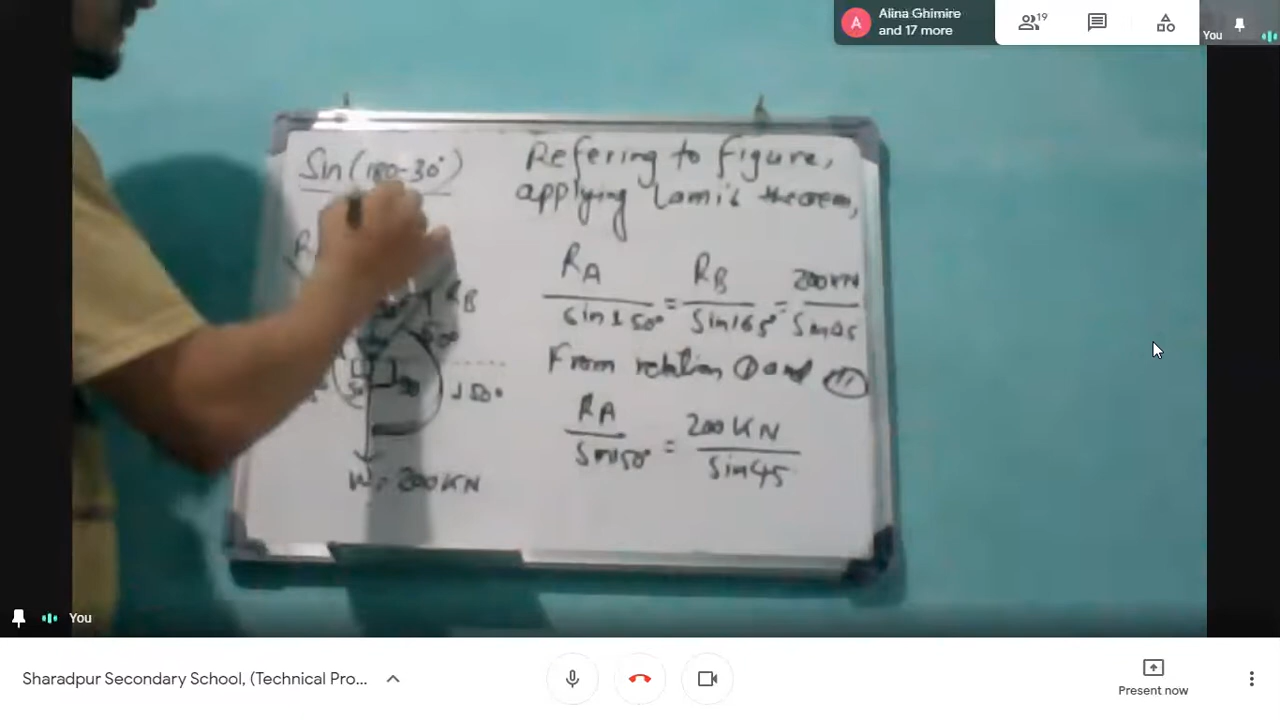 Alina Ghimire
and 17 more
A
19
You
Sin(180-30°)
Refering to figure,
applying Lami's theorem,
RA
RB
200KN
Sin150°
=
Sin165°
=
From relation ① and
RA
Sin150°
=
200KN
Sin45
RB
150°
W = 200KN
You
Sharadpur Secondary School, (Technical Pro...
Present now